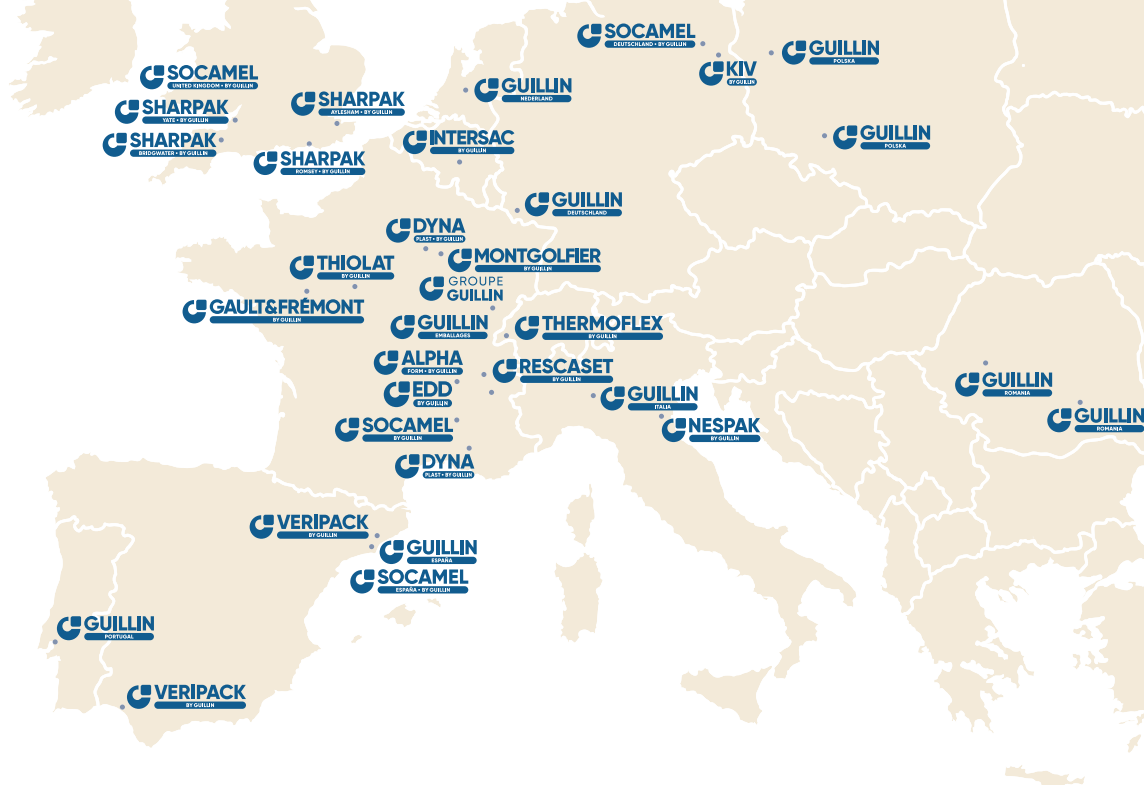 SOCAMEL
DEUTSCHLAND • BY GUILLIN
GUILLIN
POLSKA
KIV
BY GUILLIN
SOCAMEL
UNITED KINGDOM • BY GUILLIN
GUILLIN
NEDERLAND
SHARPAK
AYLESHAM • BY GUILLIN
SHARPAK
YATE • BY GUILLIN
GUILLIN
POLSKA
INTERSAC
BY GUILLIN
SHARPAK
BRIDGWATER • BY GUILLIN
SHARPAK
ROMSEY • BY GUILLIN
GUILLIN
DEUTSCHLAND
DYNA
PLAST • BY GUILLIN
MONTGOLFIER
BY GUILLIN
THIOLAT
BY GUILLIN
GROUPE
GUILLIN
GAULT&FRÉMONT
BY GUILLIN
GUILLIN
EMBALLAGES
THERMOFLEX
BY GUILLIN
ALPHA
FORM • BY GUILLIN
RESCASET
BY GUILLIN
GUILLIN
ROMANIA
EDD
BY GUILLIN
GUILLIN
ITALIA
GUILLIN
ROMANIA
SOCAMEL
BY GUILLIN
NESPAK
BY GUILLIN
DYNA
PLAST • BY GUILLIN
VERIPACK
BY GUILLIN
GUILLIN
ESPAÑA
SOCAMEL
ESPAÑA • BY GUILLIN
GUILLIN
PORTUGAL
VERIPACK
BY GUILLIN